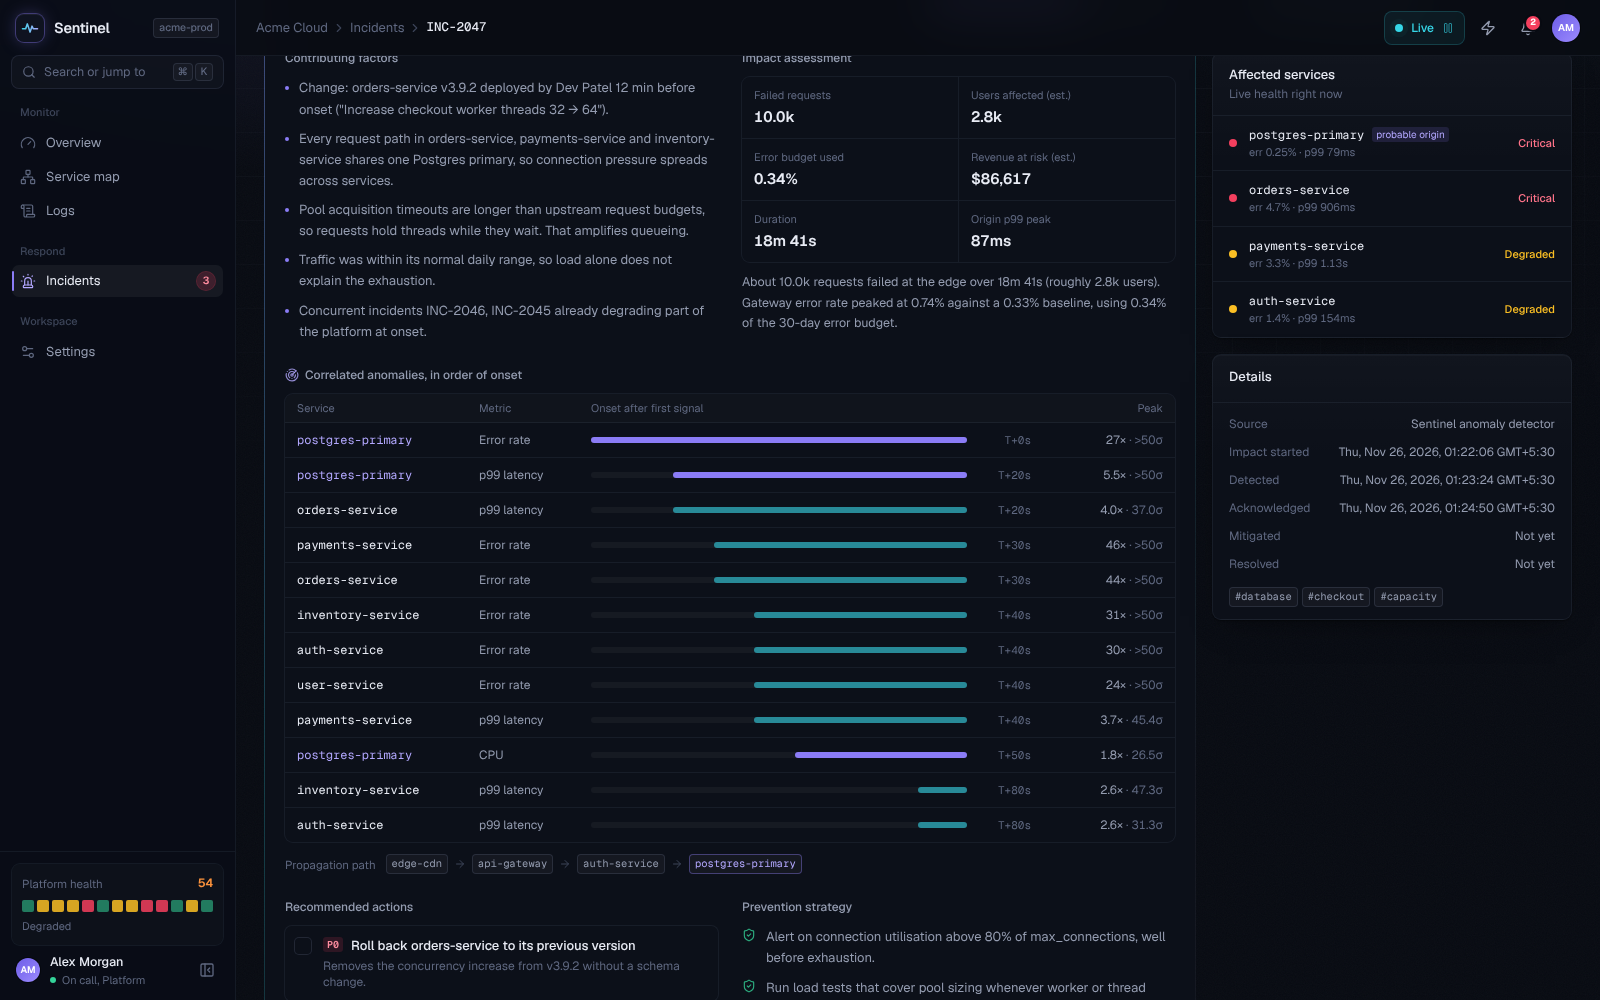 Sentinel
acme-prod
Search or jump to
⌘ K
Monitor
Overview
Service map
Logs
Respond
Incidents
3
Workspace
Settings
Platform health
54
Degraded
AM
Alex Morgan
On call, Platform
Acme Cloud > Incidents > INC-2047
Live
2
AM
Contributing factors
Change: orders-service v3.9.2 deployed by Dev Patel 12 min before
onset ("Increase checkout worker threads 32 → 64").
Every request path in orders-service, payments-service and inventory-
service shares one Postgres primary, so connection pressure spreads
across services.
Pool acquisition timeouts are longer than upstream request budgets,
so requests hold threads while they wait. That amplifies queueing.
Traffic was within its normal daily range, so load alone does not
explain the exhaustion.
Concurrent incidents INC-2046, INC-2045 already degrading part of
the platform at onset.
Impact assessment
Failed requests
10.0k
Users affected (est.)
2.8k
Error budget used
0.34%
Revenue at risk (est.)
$86,617
Duration
18m 41s
Origin p99 peak
87ms
About 10.0k requests failed at the edge over 18m 41s (roughly 2.8k users).
Gateway error rate peaked at 0.74% against a 0.33% baseline, using 0.34%
of the 30-day error budget.
Correlated anomalies, in order of onset
Service Metric Onset after first signal Peak
postgres-primary Error rate T+0s 27× · >50σ
postgres-primary p99 latency T+20s 5.5× · >50σ
orders-service p99 latency T+20s 4.0× · 37.0σ
payments-service Error rate T+30s 46× · >50σ
orders-service Error rate T+30s 44× · >50σ
inventory-service Error rate T+40s 31× · >50σ
auth-service Error rate T+40s 30× · >50σ
user-service Error rate T+40s 24× · >50σ
payments-service p99 latency T+40s 3.7× · 45.4σ
postgres-primary CPU T+50s 1.8× · 26.5σ
inventory-service p99 latency T+80s 2.6× · 47.3σ
auth-service p99 latency T+80s 2.6× · 31.3σ
Propagation path edge-cdn → api-gateway → auth-service → postgres-primary
Recommended actions
P0 Roll back orders-service to its previous version
Removes the concurrency increase from v3.9.2 without a schema
change.
Prevention strategy
Alert on connection utilisation above 80% of max_connections, well
before exhaustion.
Run load tests that cover pool sizing whenever worker or thread
Affected services
Live health right now
postgres-primary probable origin
err 0.25% · p99 79ms
Critical
orders-service
err 4.7% · p99 906ms
Critical
payments-service
err 3.3% · p99 1.13s
Degraded
auth-service
err 1.4% · p99 154ms
Degraded
Details
Source Sentinel anomaly detector
Impact started Thu, Nov 26, 2026, 01:22:06 GMT+5:30
Detected Thu, Nov 26, 2026, 01:23:24 GMT+5:30
Acknowledged Thu, Nov 26, 2026, 01:24:50 GMT+5:30
Mitigated Not yet
Resolved Not yet
#database #checkout #capacity